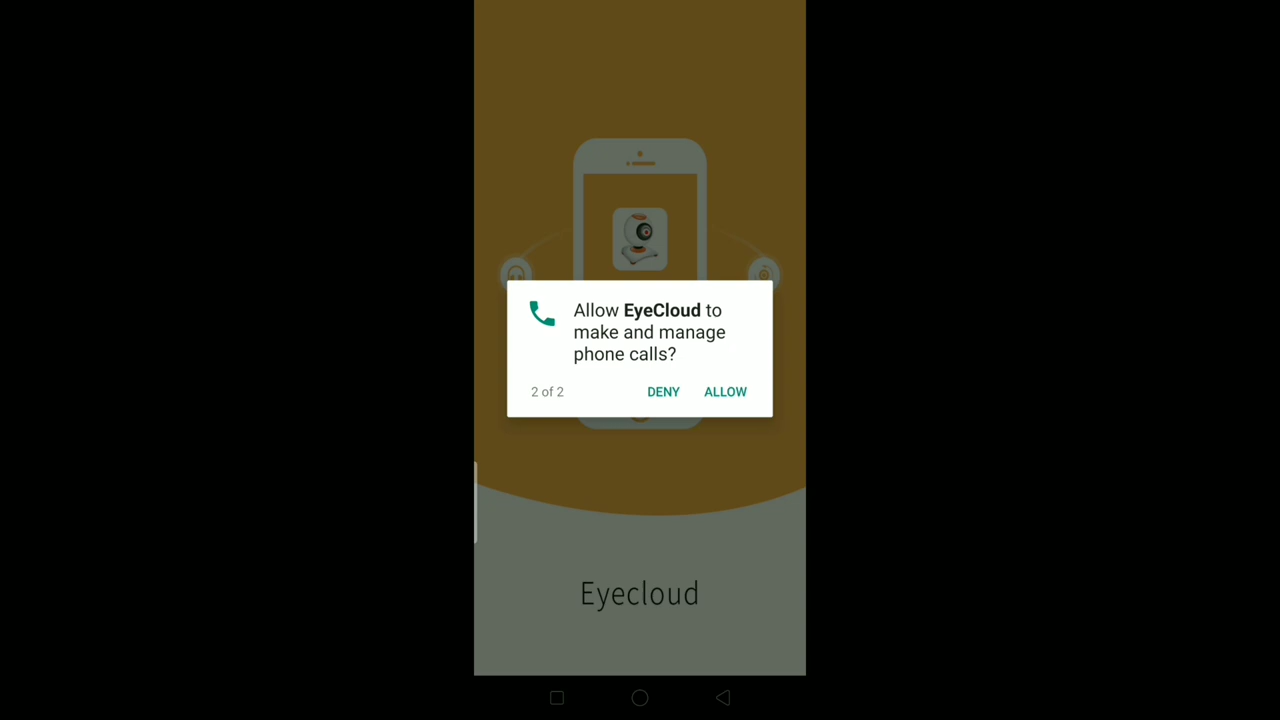 Allow EyeCloud to
make and manage
phone calls?
2 of 2
DENY
ALLOW
Eyecloud